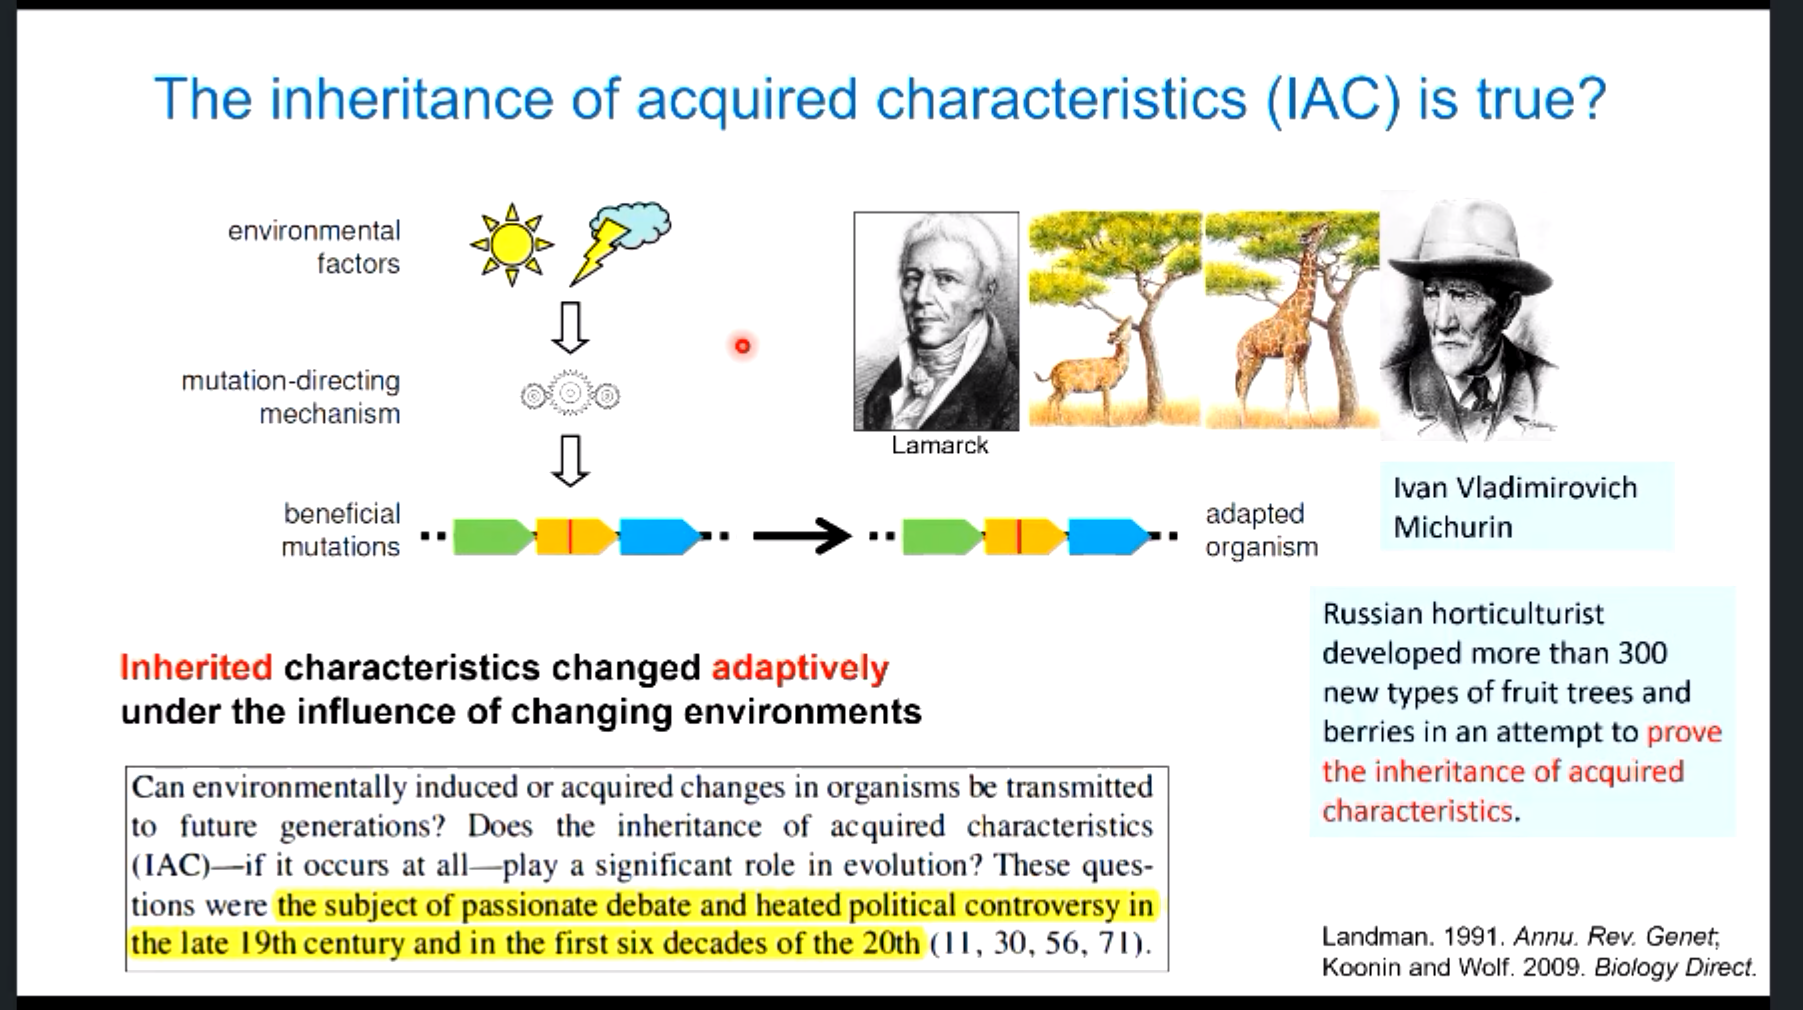 The inheritance of acquired characteristics (IAC) is true?
environmental
factors
mutation-directing
mechanism
beneficial
mutations
adapted
organism
Lamarck
Ivan Vladimirovich
Michurin
Russian horticulturist
developed more than 300
new types of fruit trees and
berries in an attempt to prove
the inheritance of acquired
characteristics.
Inherited characteristics changed adaptively
under the influence of changing environments
Can environmentally induced or acquired changes in organisms be transmitted
to future generations? Does the inheritance of acquired characteristics
(IAC)—if it occurs at all—play a significant role in evolution? These ques-
tions were the subject of passionate debate and heated political controversy in
the late 19th century and in the first six decades of the 20th (11, 30, 56, 71).
Landman. 1991. Annu. Rev. Genet;
Koonin and Wolf. 2009. Biology Direct.